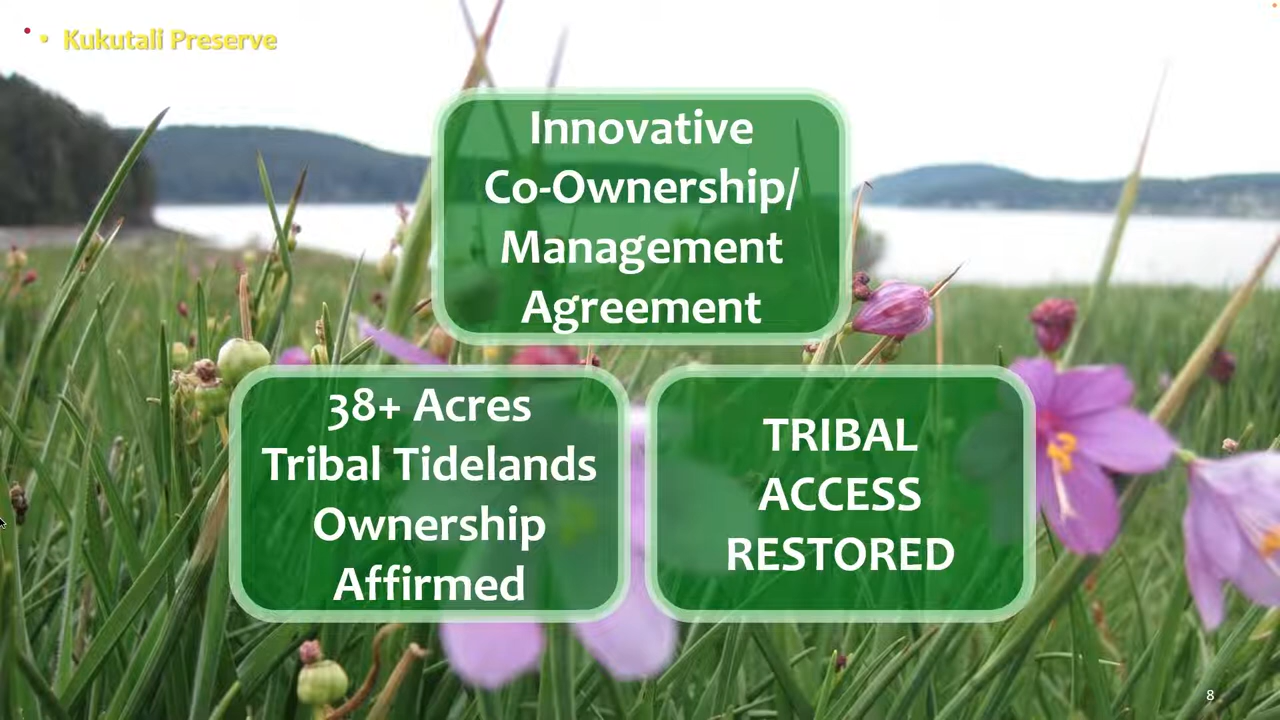 • Kukutali Preserve
Innovative
Co-Ownership/
Management
Agreement
38+ Acres
Tribal Tidelands
Ownership
Affirmed
TRIBAL
ACCESS
RESTORED
8